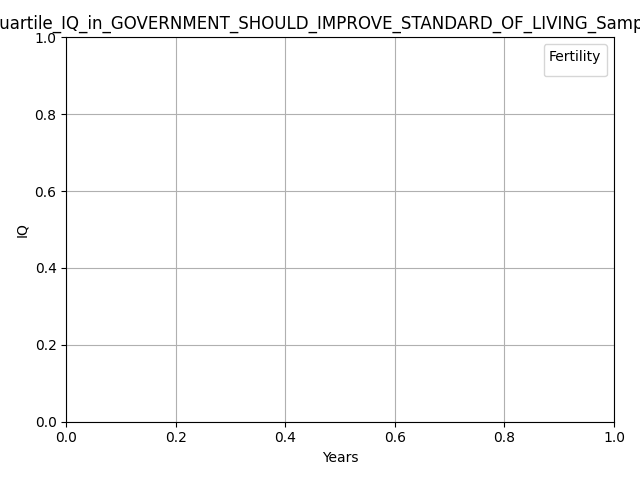 uartile_IQ_in_GOVERNMENT_SHOULD_IMPROVE_STANDARD_OF_LIVING_Samp
Fertility
1.0
0.8
0.6
0.4
0.2
0.0
IQ
0.0 0.2 0.4 0.6 0.8 1.0
Years